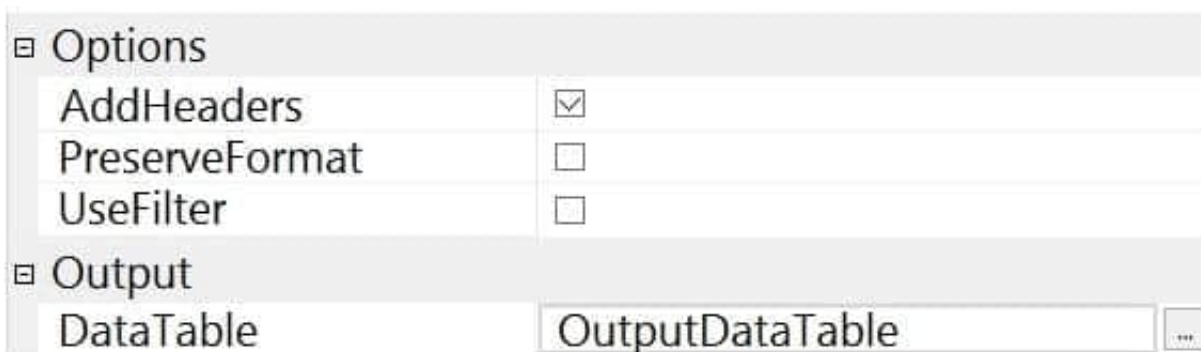 Options
AddHeaders
PreserveFormat
UseFilter
Output
DataTable OutputDataTable ...